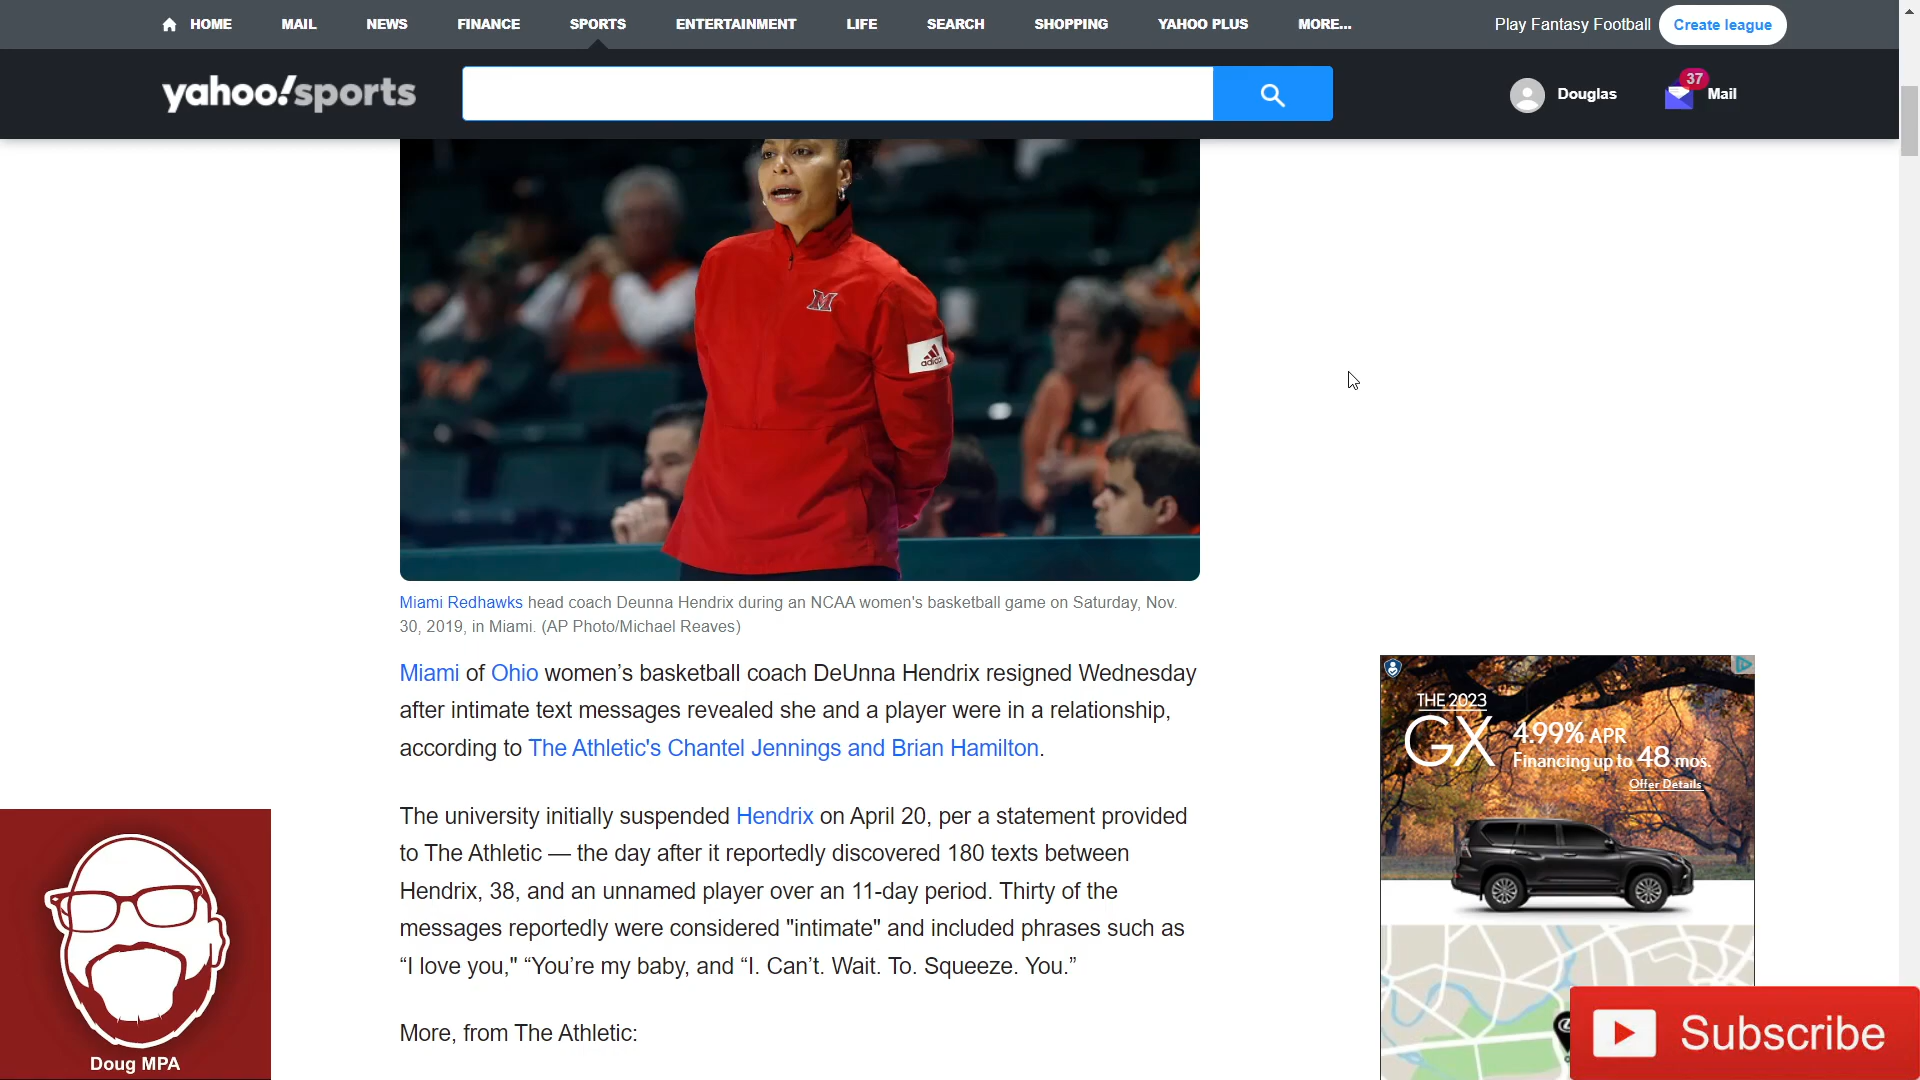 HOME MAIL NEWS FINANCE SPORTS ENTERTAINMENT LIFE SEARCH SHOPPING YAHOO PLUS MORE... Play Fantasy Football Create league
yahoo!sports Douglas 37 Mail
M
adidas
Miami Redhawks head coach Deunna Hendrix during an NCAA women's basketball game on Saturday, Nov.
30, 2019, in Miami. (AP Photo/Michael Reaves)
Miami of Ohio women’s basketball coach DeUnna Hendrix resigned Wednesday
after intimate text messages revealed she and a player were in a relationship,
according to The Athletic's Chantel Jennings and Brian Hamilton.
The university initially suspended Hendrix on April 20, per a statement provided
to The Athletic — the day after it reportedly discovered 180 texts between
Hendrix, 38, and an unnamed player over an 11-day period. Thirty of the
messages reportedly were considered "intimate" and included phrases such as
“I love you," “You’re my baby, and “I. Can’t. Wait. To. Squeeze. You.”
More, from The Athletic:
THE 2023
GX
4.99% APR
Financing up to 48 mos.
Offer Details
Doug MPA
Subscribe